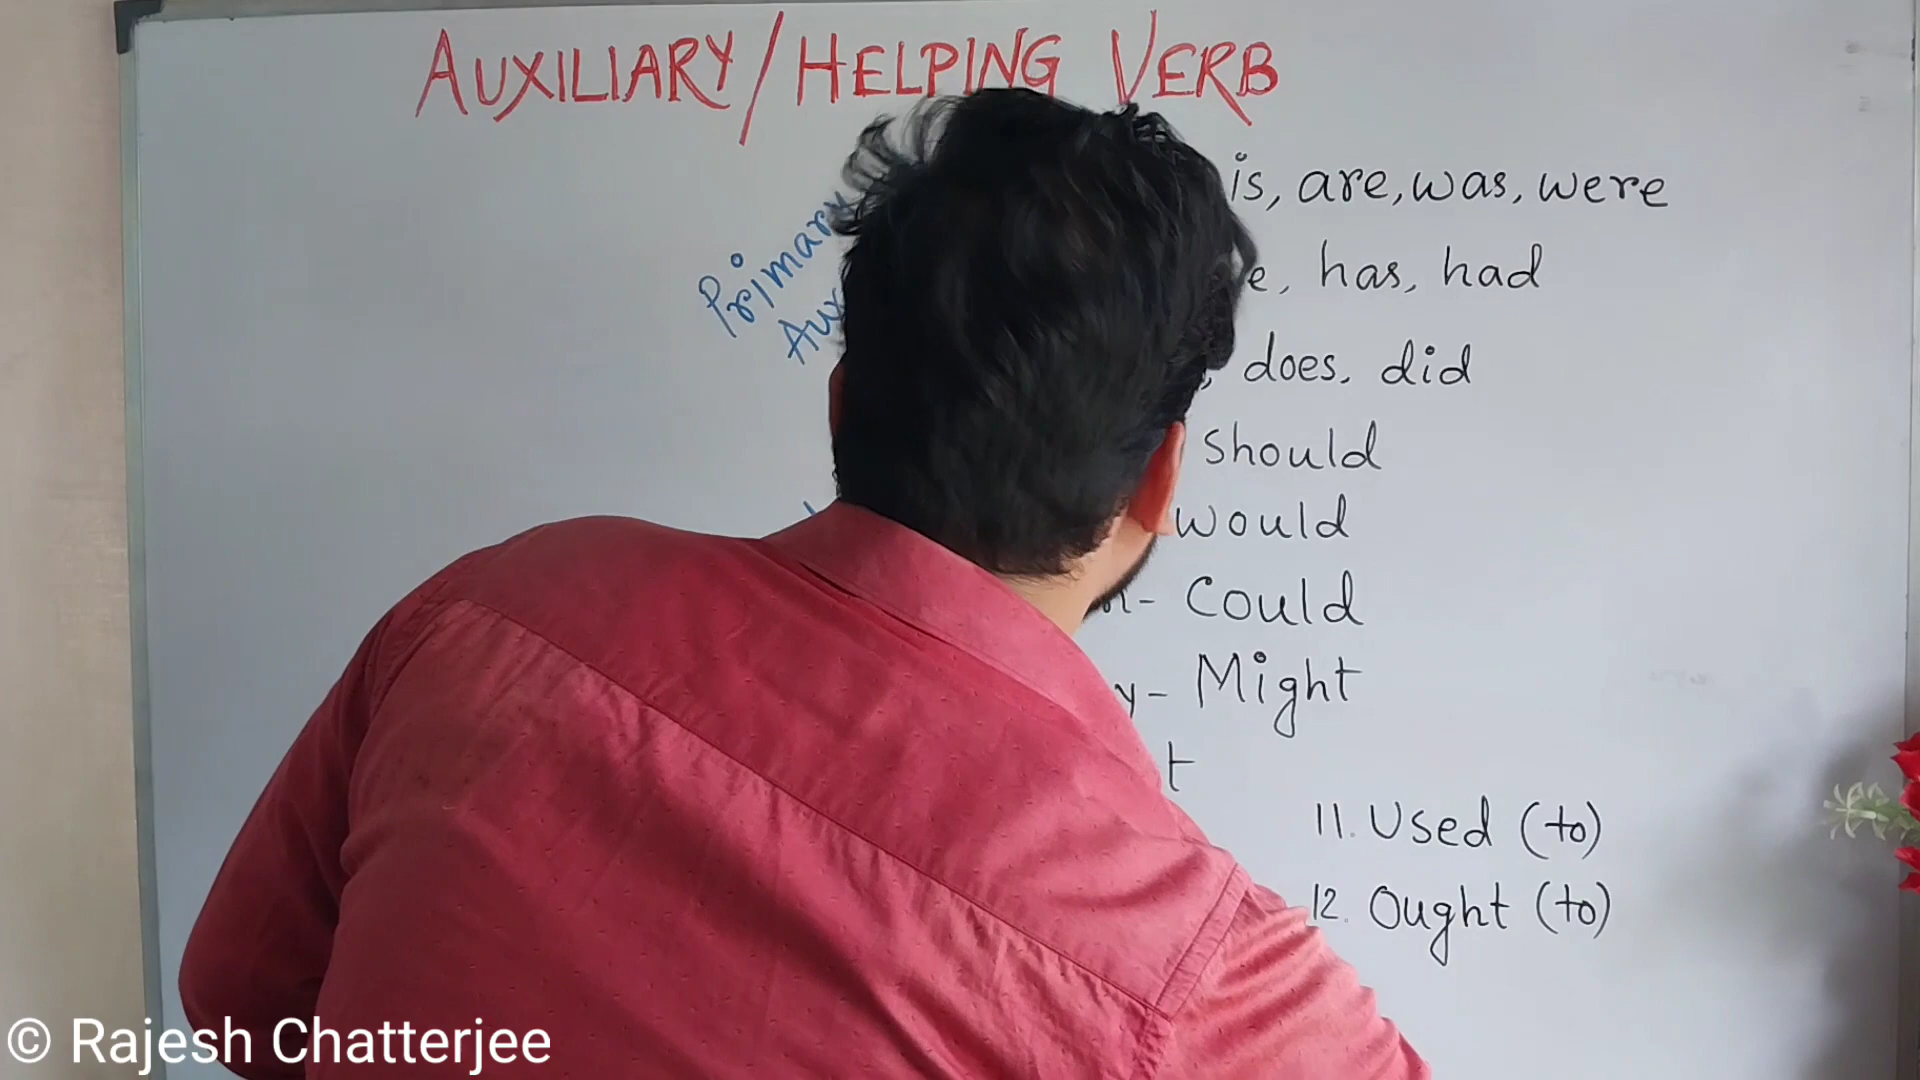 AUXILIARY/HELPING VERB
is, are, was, were
has, had
does, did
Should
would
Could
Might
11. Used (to)
12. Ought (to)
Primary
Aux
© Rajesh Chatterjee